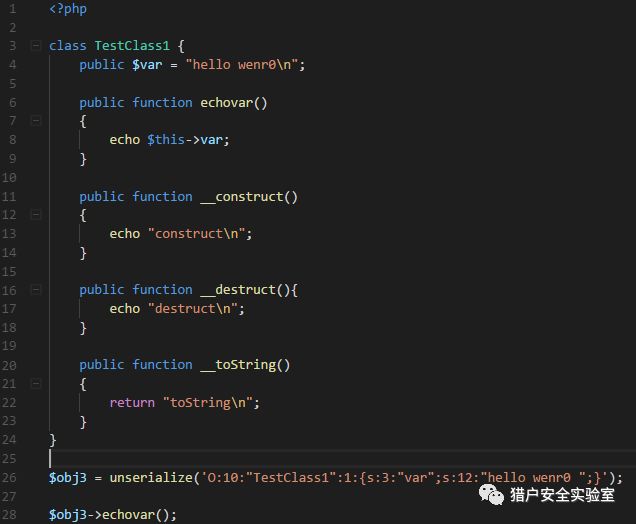 1 <?php
2
3 class TestClass1 {
4     public $var = "hello wenr0\n";
5
6     public function echovar()
7     {
8         echo $this->var;
9     }
10
11     public function __construct()
12     {
13         echo "construct\n";
14     }
15
16     public function __destruct(){
17         echo "destruct\n";
18     }
19
20     public function __toString()
21     {
22         return "toString\n";
23     }
24 }
25
26 $obj3 = unserialize('O:10:"TestClass1":1:{s:3:"var";s:12:"hello wenr0 ";}');
27
28 $obj3->echovar();
猎户安全实验室